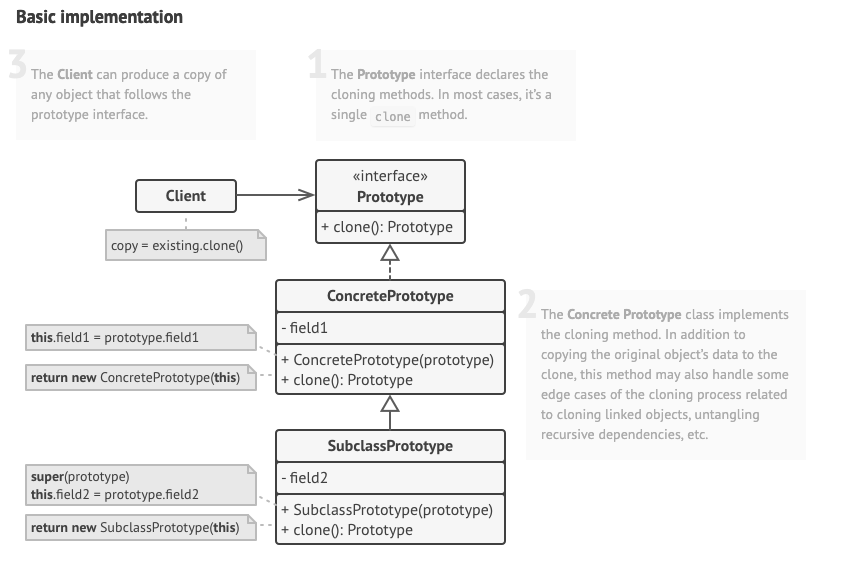 Basic implementation
3
The Client can produce a copy of
any object that follows the
prototype interface.
1
The Prototype interface declares the
cloning methods. In most cases, it's a
single clone method.
Client
«interface»
Prototype
+ clone(): Prototype
copy = existing.clone()
ConcretePrototype
- field1
+ ConcretePrototype(prototype)
+ clone(): Prototype
this.field1 = prototype.field1
return new ConcretePrototype(this)
2
The Concrete Prototype class implements
the cloning method. In addition to
copying the original object's data to the
clone, this method may also handle some
edge cases of the cloning process related
to cloning linked objects, untangling
recursive dependencies, etc.
SubclassPrototype
- field2
+ SubclassPrototype(prototype)
+ clone(): Prototype
super(prototype)
this.field2 = prototype.field2
return new SubclassPrototype(this)